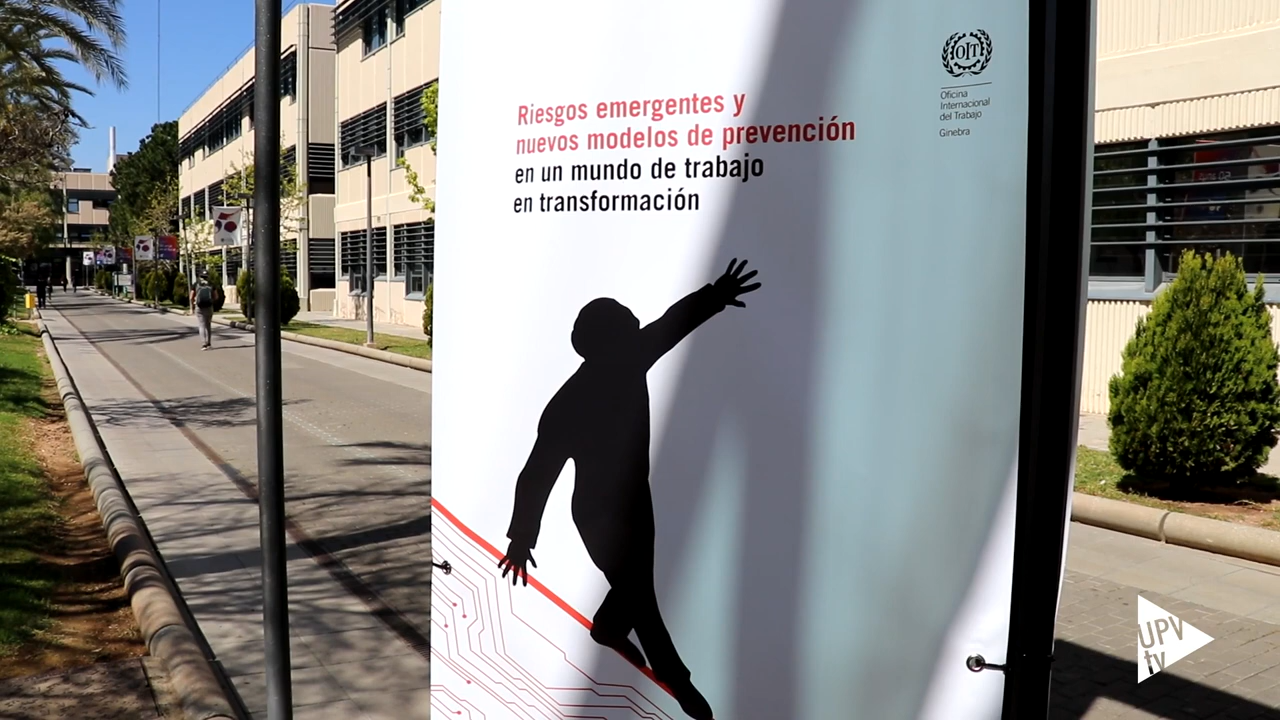 Riesgos emergentes y
nuevos modelos de prevención
en un mundo de trabajo
en transformación
OIT
Oficina
Internacional
del Trabajo
Ginebra
UPV
tv